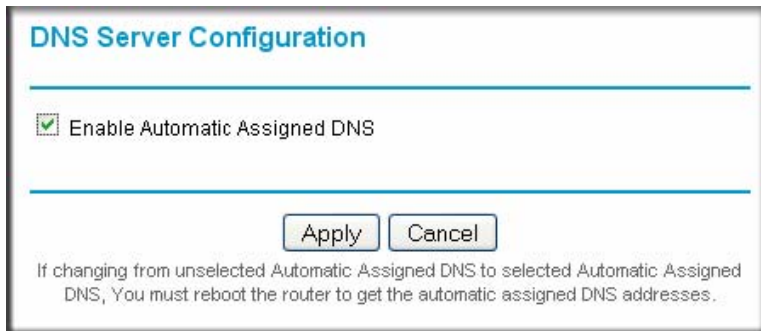 DNS Server Configuration
Enable Automatic Assigned DNS
Apply Cancel
If changing from unselected Automatic Assigned DNS to selected Automatic Assigned
DNS, You must reboot the router to get the automatic assigned DNS addresses.